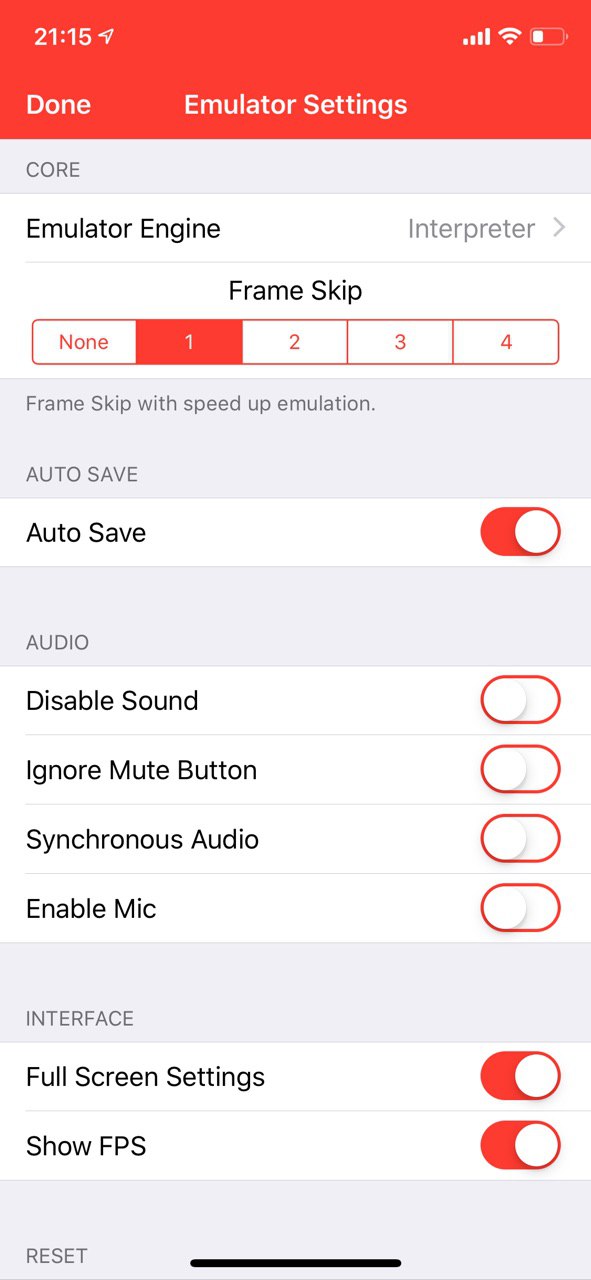 21:15
Done Emulator Settings
CORE
Emulator Engine Interpreter
Frame Skip
None 1 2 3 4
Frame Skip with speed up emulation.
AUTO SAVE
Auto Save
AUDIO
Disable Sound
Ignore Mute Button
Synchronous Audio
Enable Mic
INTERFACE
Full Screen Settings
Show FPS
RESET